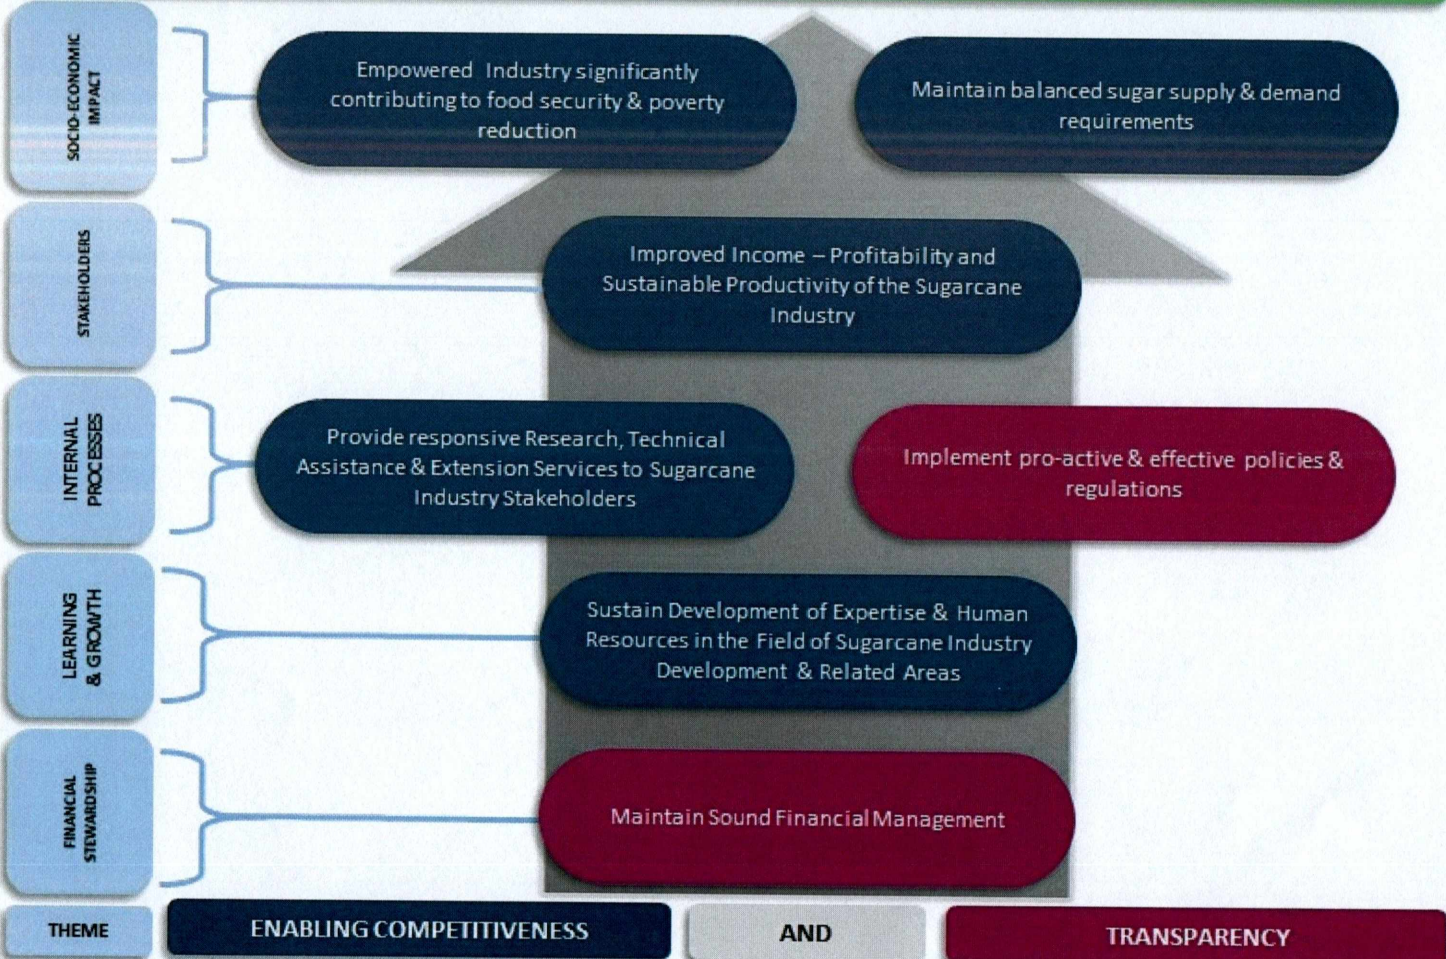 SOCIO-ECONOMIC
IMPACT
Empowered Industry significantly
contributing to food security & poverty
reduction
Maintain balanced sugar supply & demand
requirements
STAKEHOLDERS
Improved Income – Profitability and
Sustainable Productivity of the Sugarcane
Industry
INTERNAL
PROCESSES
Provide responsive Research, Technical
Assistance & Extension Services to Sugarcane
Industry Stakeholders
Implement pro-active & effective policies &
regulations
LEARNING
& GROWTH
Sustain Development of Expertise & Human
Resources in the Field of Sugarcane Industry
Development & Related Areas
FINANCIAL
STEWARDSHIP
Maintain Sound Financial Management
THEME
ENABLING COMPETITIVENESS
AND
TRANSPARENCY